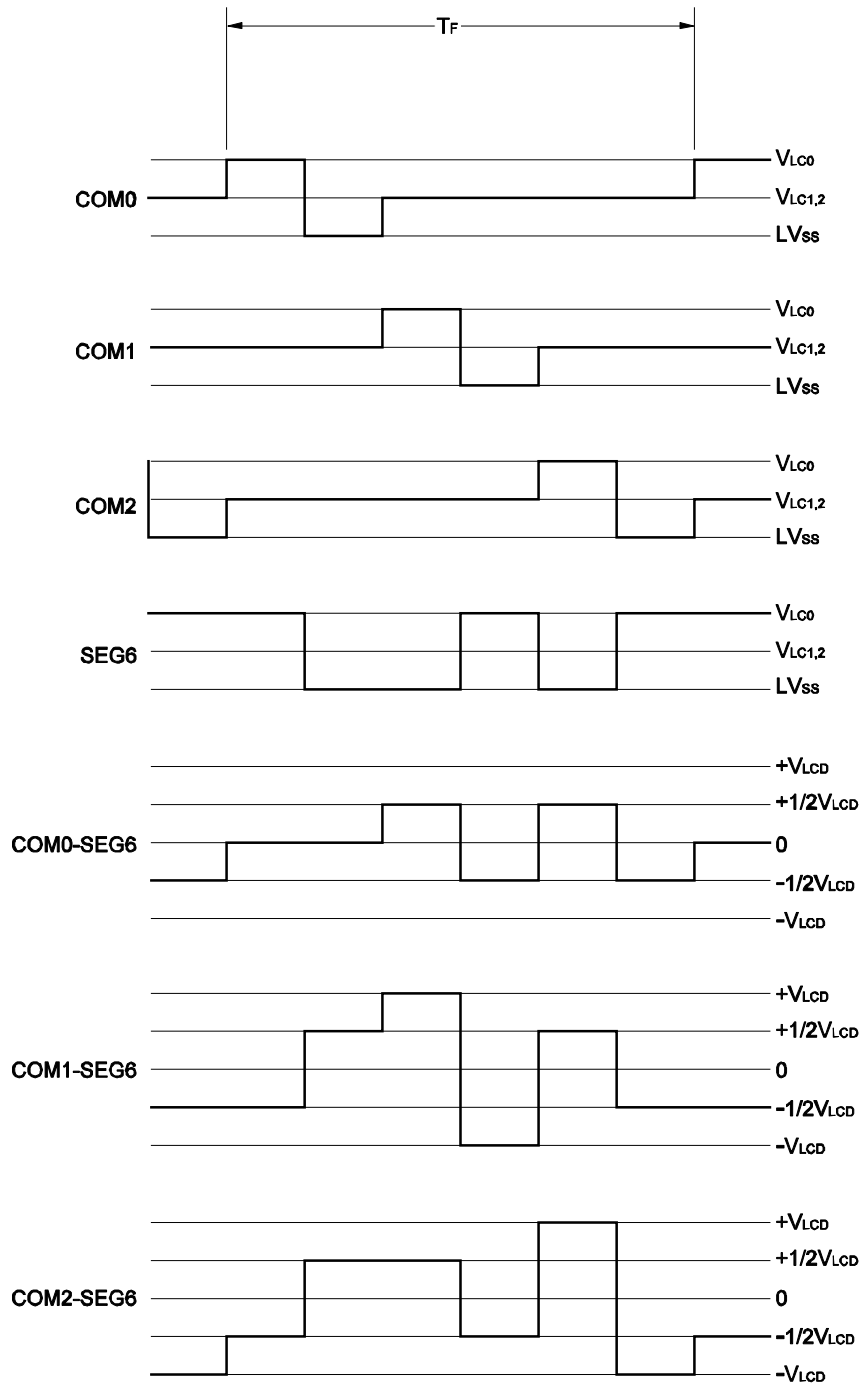 TF
VLC0
COM0
VLC1,2
LVSS
VLC0
COM1
VLC1,2
LVSS
VLC0
COM2
VLC1,2
LVSS
VLC0
SEG6
VLC1,2
LVSS
+VLCD
+1/2VLCD
COM0-SEG6
0
-1/2VLCD
-VLCD
+VLCD
+1/2VLCD
COM1-SEG6
0
-1/2VLCD
-VLCD
+VLCD
+1/2VLCD
COM2-SEG6
0
-1/2VLCD
-VLCD